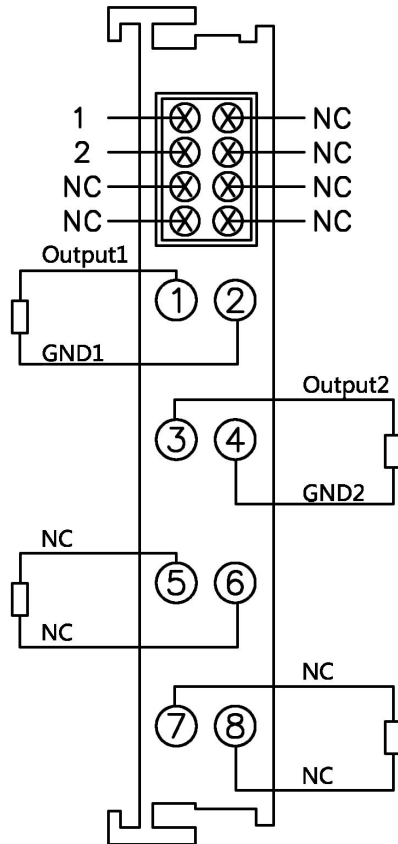 1 NC
2 NC
NC NC
NC NC
Output1
1 2
GND1
Output2
3 4
GND2
NC
5 6
NC
NC
7 8
NC